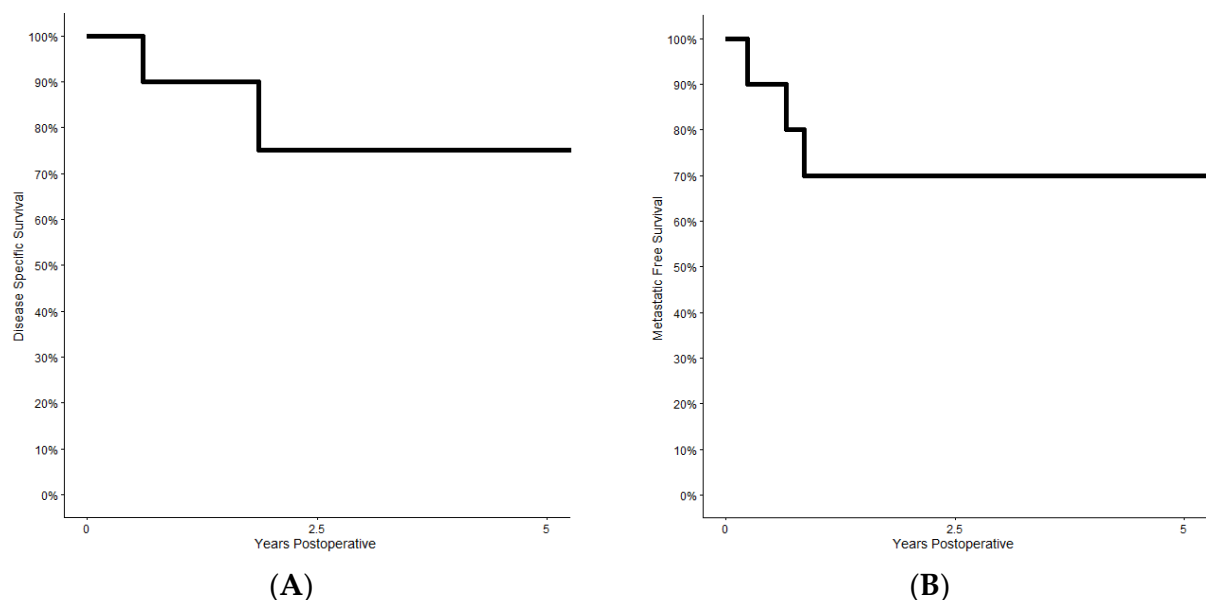 Disease Specific Survival
100%
90%
80%
70%
60%
50%
40%
30%
20%
10%
0%
0 2.5 5
Years Postoperative
(A)
Metastatic Free Survival
100%
90%
80%
70%
60%
50%
40%
30%
20%
10%
0%
0 2.5 5
Years Postoperative
(B)